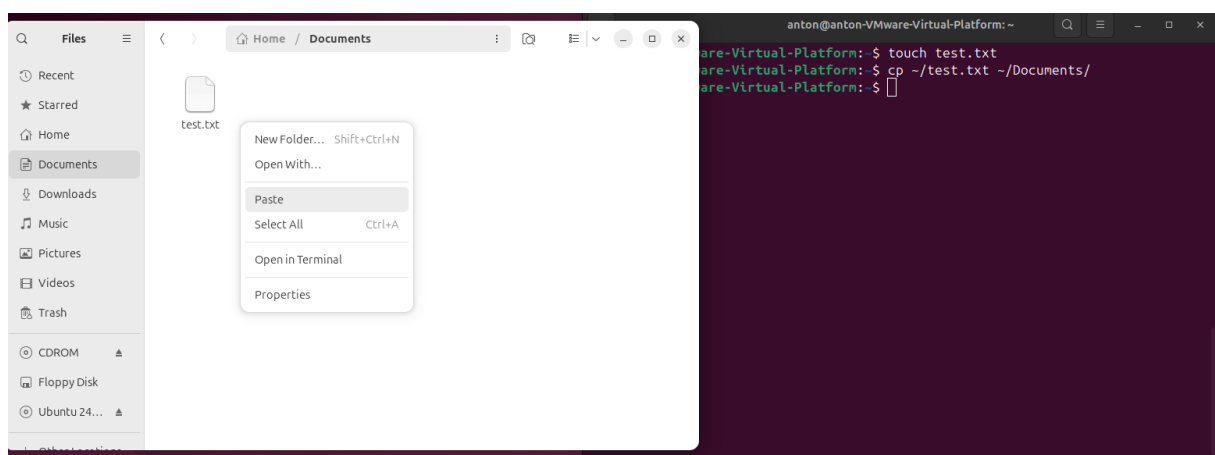 Files
Home / Documents
Recent
Starred
Home
Documents
Downloads
Music
Pictures
Videos
Trash
CDROM
Floppy Disk
Ubuntu 24…
test.txt
New Folder… Shift+Ctrl+N
Open With…
Paste
Select All Ctrl+A
Open in Terminal
Properties
anton@anton-VMware-Virtual-Platform: ~
are-Virtual-Platform:~$ touch test.txt
are-Virtual-Platform:~$ cp ~/test.txt ~/Documents/
are-Virtual-Platform:~$